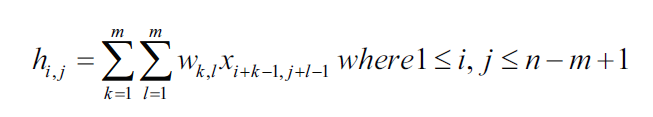 h_{i,j} = \sum_{k=1}^{m} \sum_{l=1}^{m} w_{k,l} x_{i+k-1,j+l-1} where 1 ≤ i, j ≤ n − m + 1